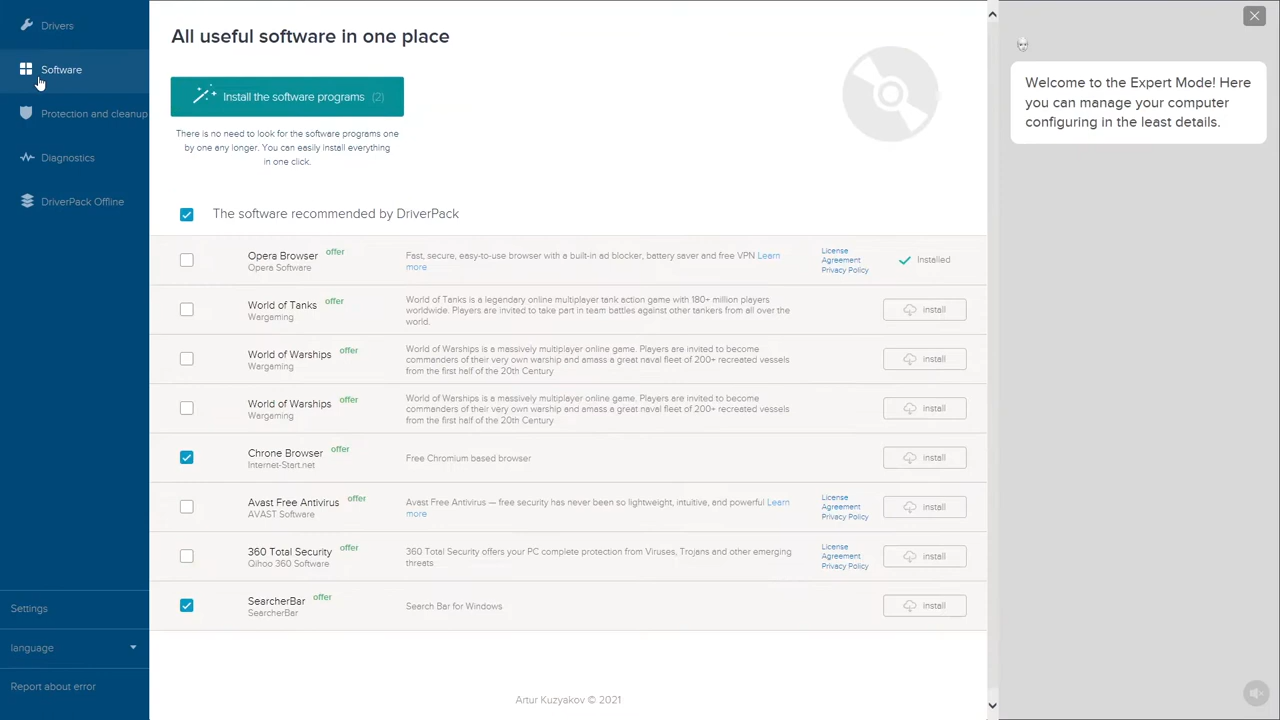 Drivers
Software
Protection and cleanup
Diagnostics
DriverPack Offline
Settings
language
Report about error
All useful software in one place
Install the software programs (2)
There is no need to look for the software programs one
by one any longer. You can easily install everything
in one click.
The software recommended by DriverPack
Opera Browser offer
Opera Software
Fast, secure, easy-to-use browser with a built-in ad blocker, battery saver and free VPN Learn
more
License
Agreement
Privacy Policy
Installed
World of Tanks offer
Wargaming
World of Tanks is a legendary online multiplayer tank action game with 180+ million players
worldwide. Players are invited to take part in team battles against other tankers from all over the
world.
install
World of Warships offer
Wargaming
World of Warships is a massively multiplayer online game. Players are invited to become
commanders of their very own warship and amass a great naval fleet of 200+ recreated vessels
from the first half of the 20th Century
install
World of Warships offer
Wargaming
World of Warships is a massively multiplayer online game. Players are invited to become
commanders of their very own warship and amass a great naval fleet of 200+ recreated vessels
from the first half of the 20th Century
install
Chrone Browser offer
Internet-Start.net
Free Chromium based browser
install
Avast Free Antivirus offer
AVAST Software
Avast Free Antivirus — free security has never been so lightweight, intuitive, and powerful Learn
more
License
Agreement
Privacy Policy
install
360 Total Security offer
Qihoo 360 Software
360 Total Security offers your PC complete protection from Viruses, Trojans and other emerging
threats
License
Agreement
Privacy Policy
install
SearcherBar offer
SearcherBar
Search Bar for Windows
install
Artur Kuzyakov © 2021
Welcome to the Expert Mode! Here
you can manage your computer
configuring in the least details.